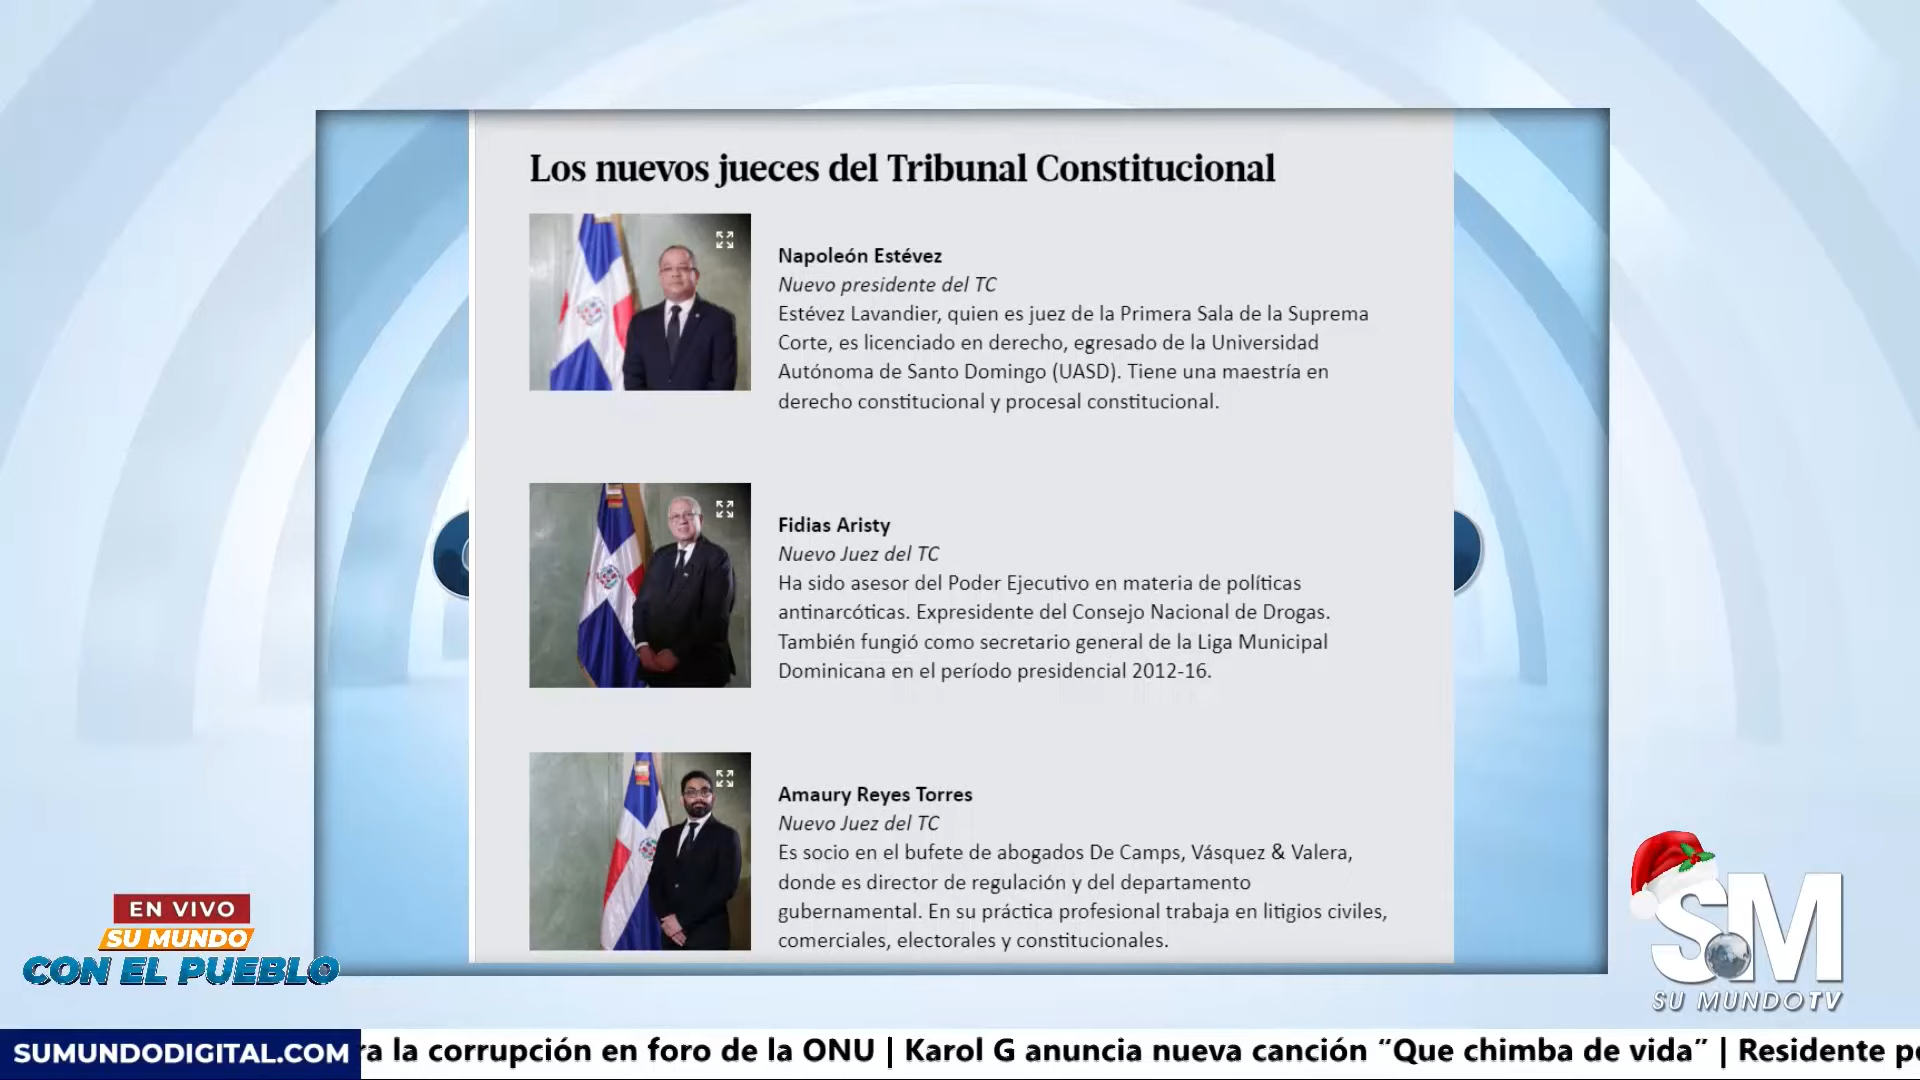 Los nuevos jueces del Tribunal Constitucional
Napoleón Estévez
Nuevo presidente del TC
Estévez Lavandier, quien es juez de la Primera Sala de la Suprema
Corte, es licenciado en derecho, egresado de la Universidad
Autónoma de Santo Domingo (UASD). Tiene una maestría en
derecho constitucional y procesal constitucional.
Fidias Aristy
Nuevo Juez del TC
Ha sido asesor del Poder Ejecutivo en materia de políticas
antinarcóticas. Expresidente del Consejo Nacional de Drogas.
También fungió como secretario general de la Liga Municipal
Dominicana en el período presidencial 2012-16.
Amaury Reyes Torres
Nuevo Juez del TC
Es socio en el bufete de abogados De Camps, Vásquez & Valera,
donde es director de regulación y del departamento
gubernamental. En su práctica profesional trabaja en litigios civiles,
comerciales, electorales y constitucionales.
EN VIVO
SU MUNDO
CON EL PUEBLO
SM
SU MUNDO TV
SUMUNDODIGITAL.COM
ra la corrupción en foro de la ONU | Karol G anuncia nueva canción “Que chimba de vida” | Residente